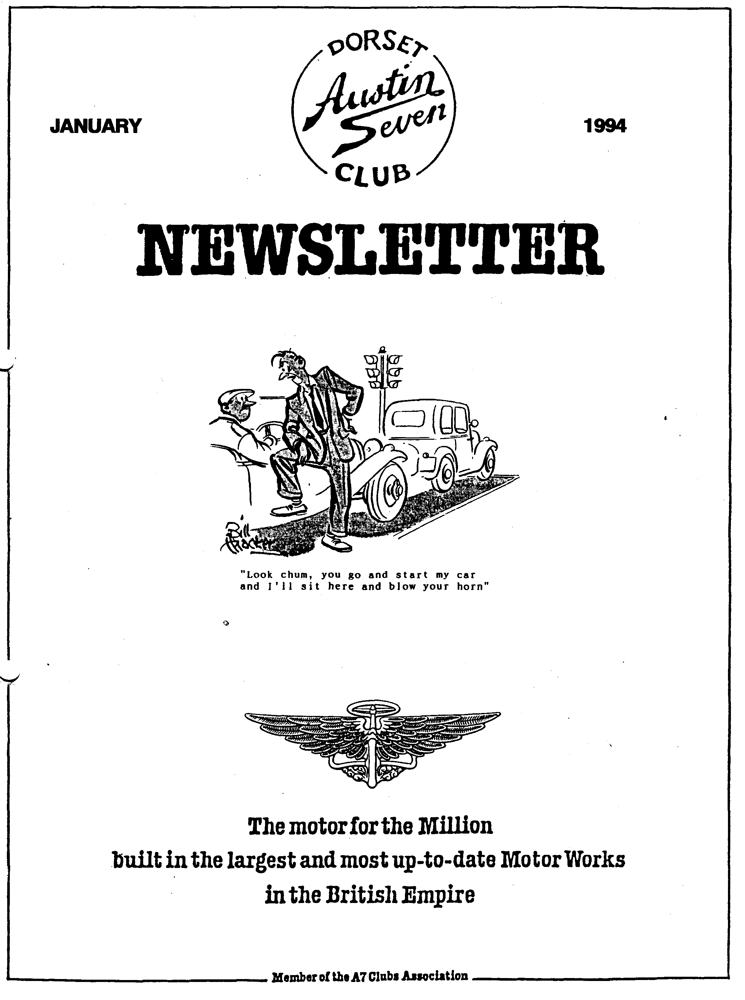 DORSET
Austin
Seven
CLUB
JANUARY
1994
NEWSLETTER
Bill
"Look chum, you go and start my car
and I'll sit here and blow your horn"
The motor for the Million
built in the largest and most up-to-date Motor Works
in the British Empire
Member of the A7 Clubs Association